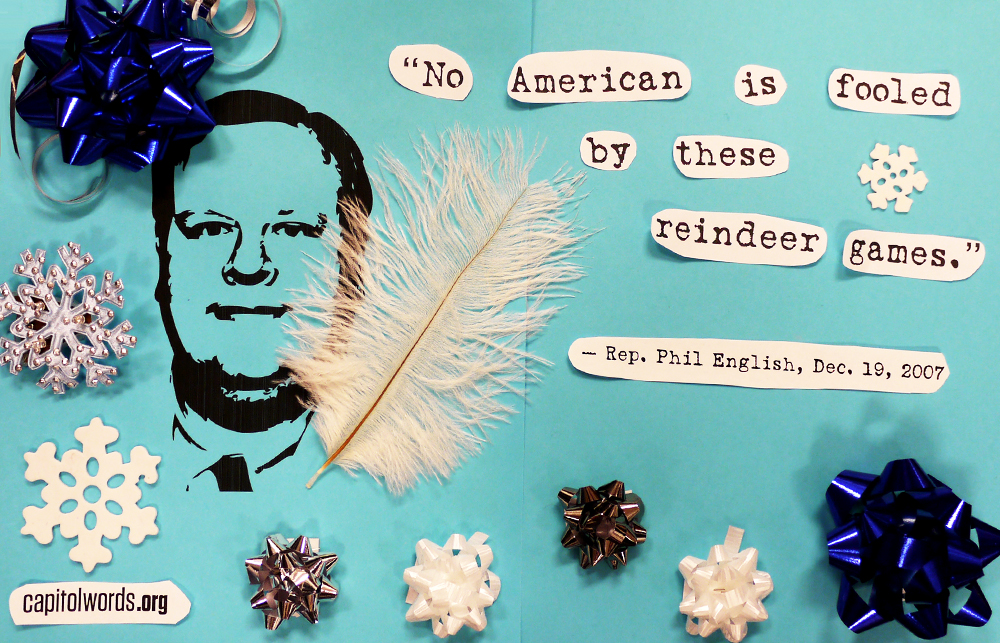 “No American is fooled
by these
reindeer games.”
— Rep. Phil English, Dec. 19, 2007
capitolwords.org